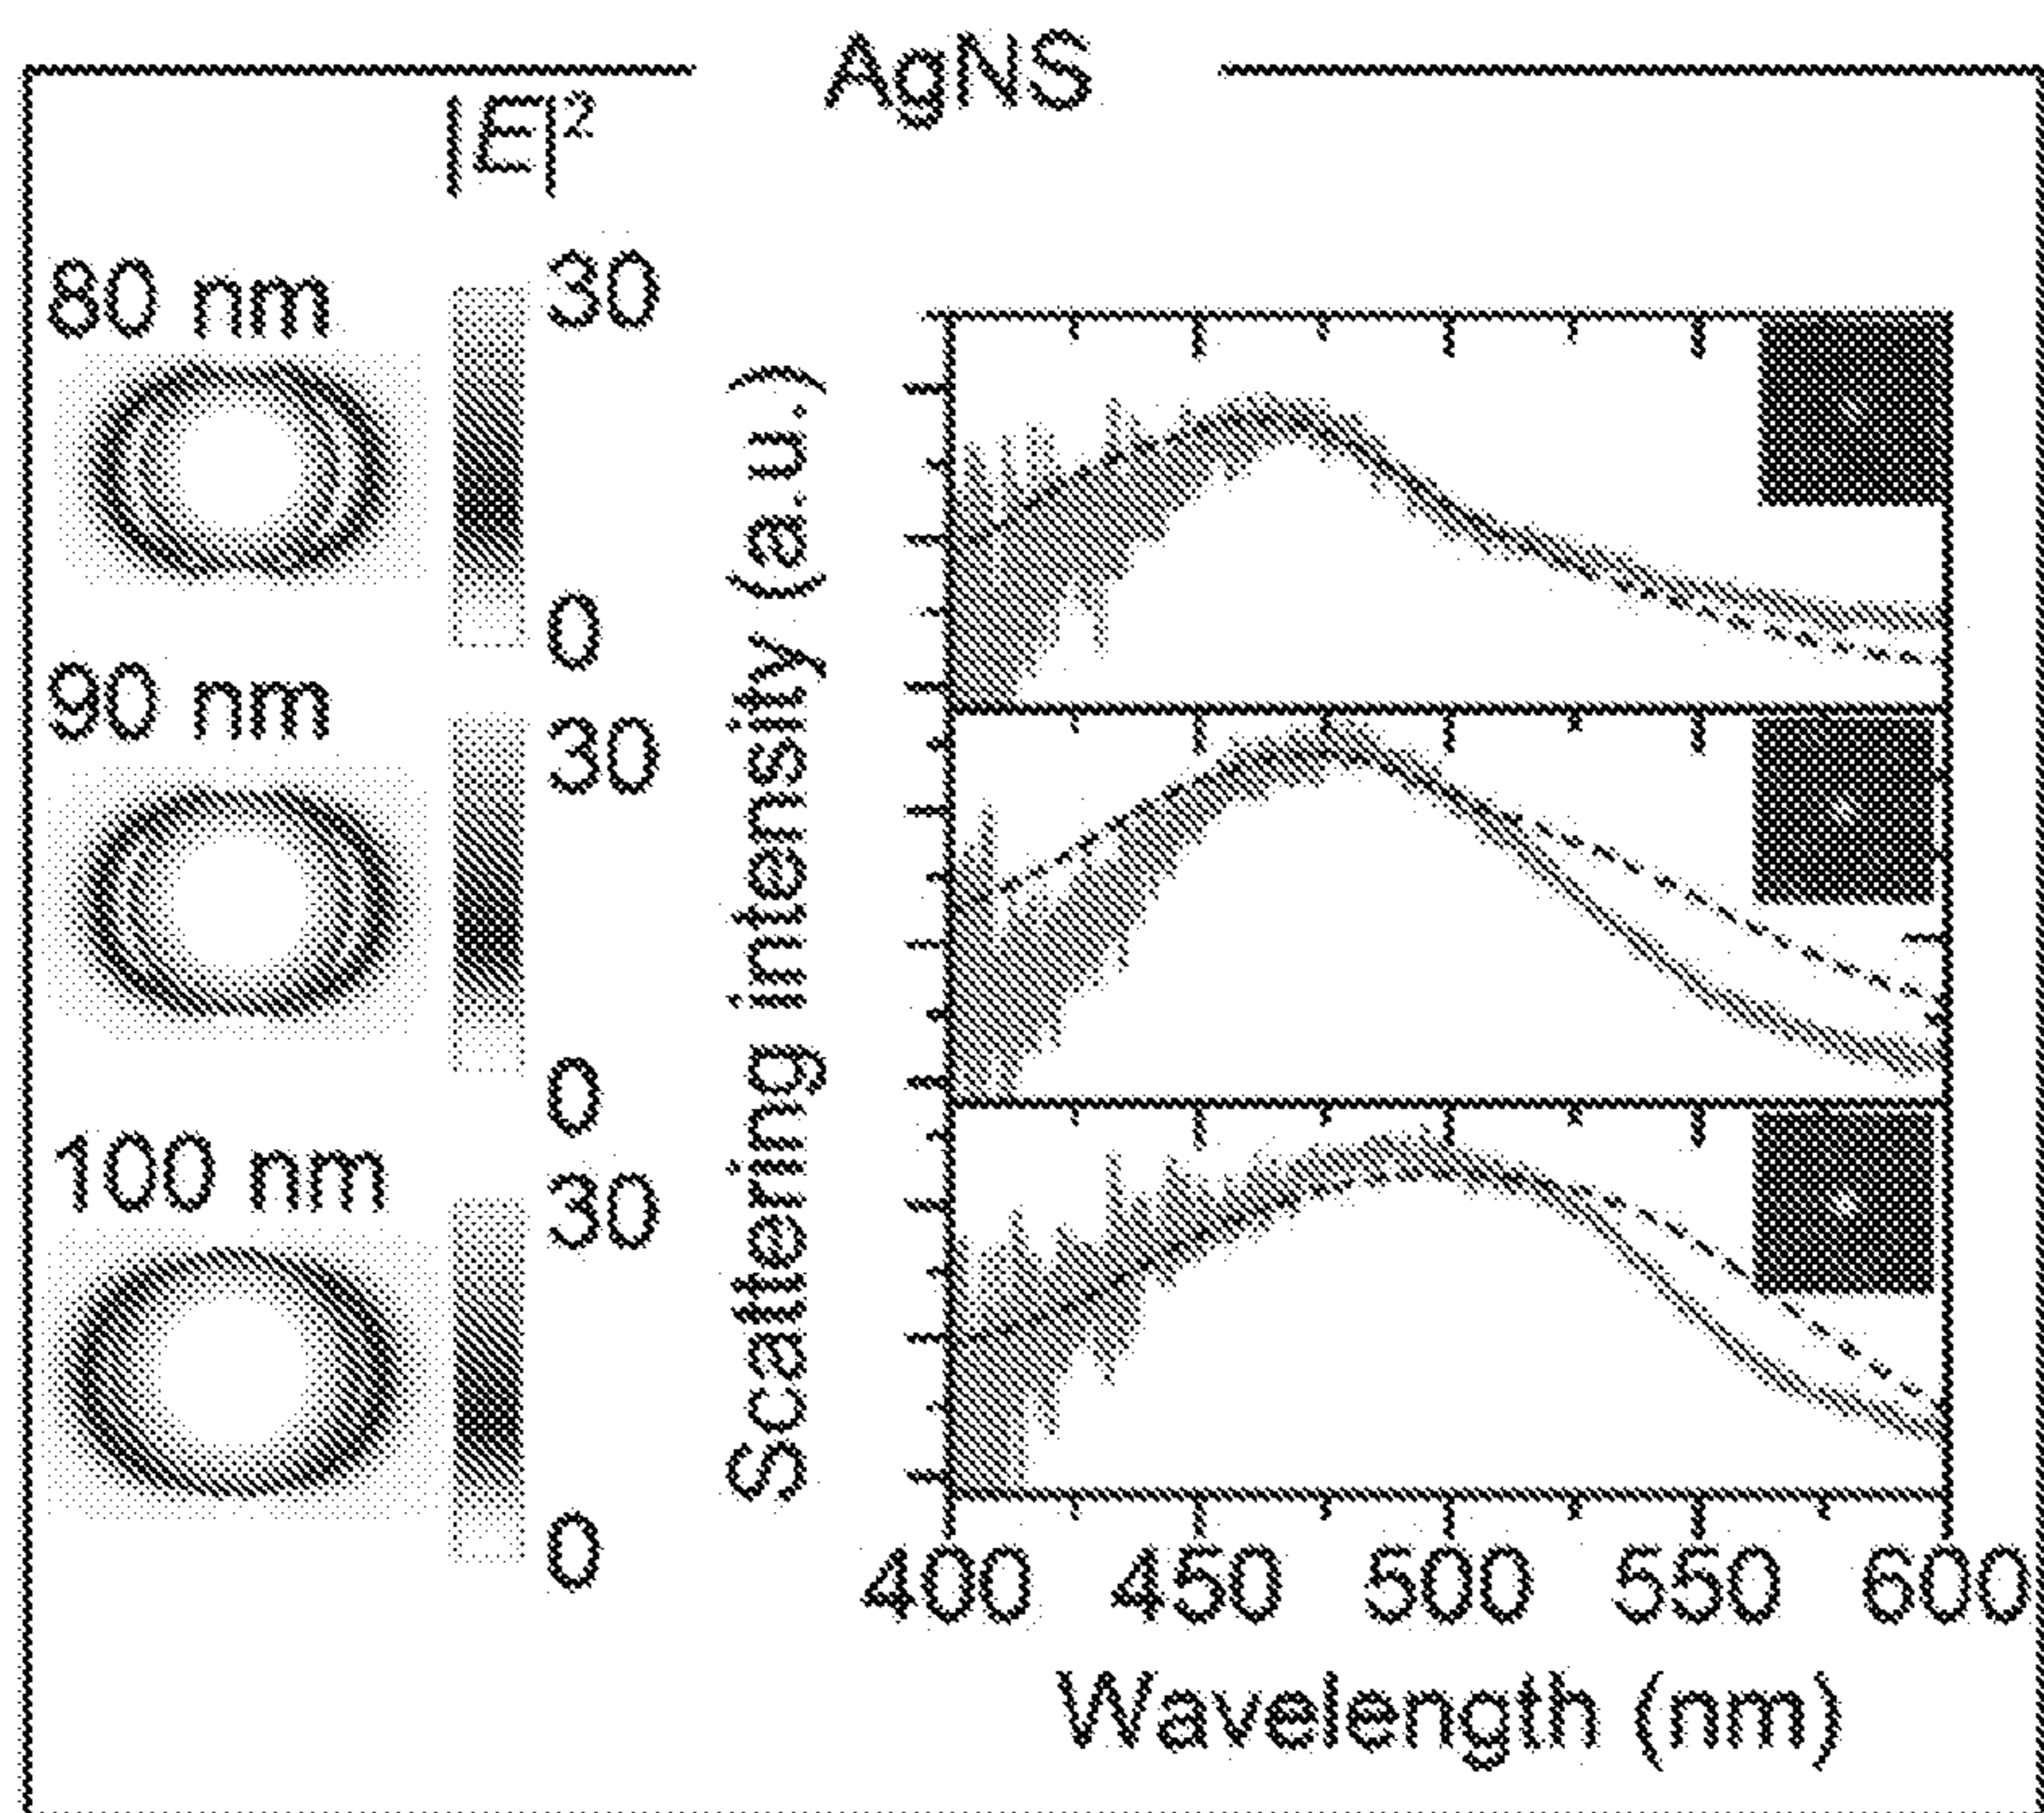 AgNS
|E|²
80 nm
30
0
90 nm
30
0
100 nm
30
0
Scattering intensity (a.u.)
400 450 500 550 600
Wavelength (nm)